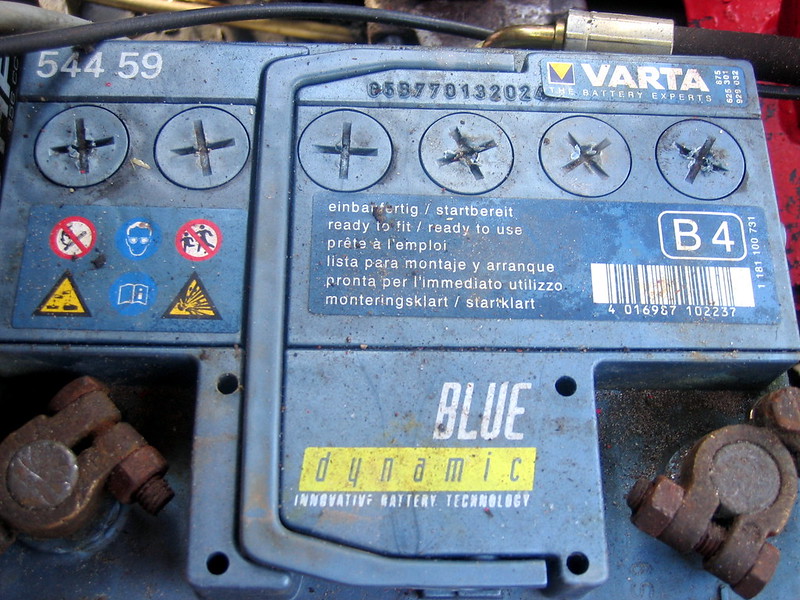 544 59
VARTA
THE BATTERY EXPERTS
einbaufertig / startbereit
ready to fit / ready to use
prête à l'emploi
lista para montaje y arranque
pronta per l'immediato utilizzo
monteringsklart / startklart
B 4
4 016987 102237
1 181 100 731
BLUE
dynamic
INNOVATIVE BATTERY TECHNOLOGY